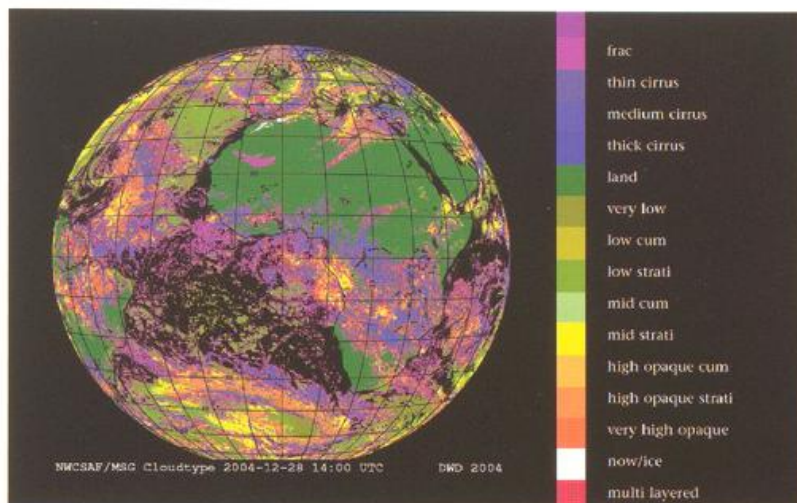 frac
thin cirrus
medium cirrus
thick cirrus
land
very low
low cum
low strati
mid cum
mid strati
high opaque cum
high opaque strati
very high opaque
now/ice
multi layered
NWCSAF/MSG Cloudtype 2004-12-28 14:00 UTC DWD 2004